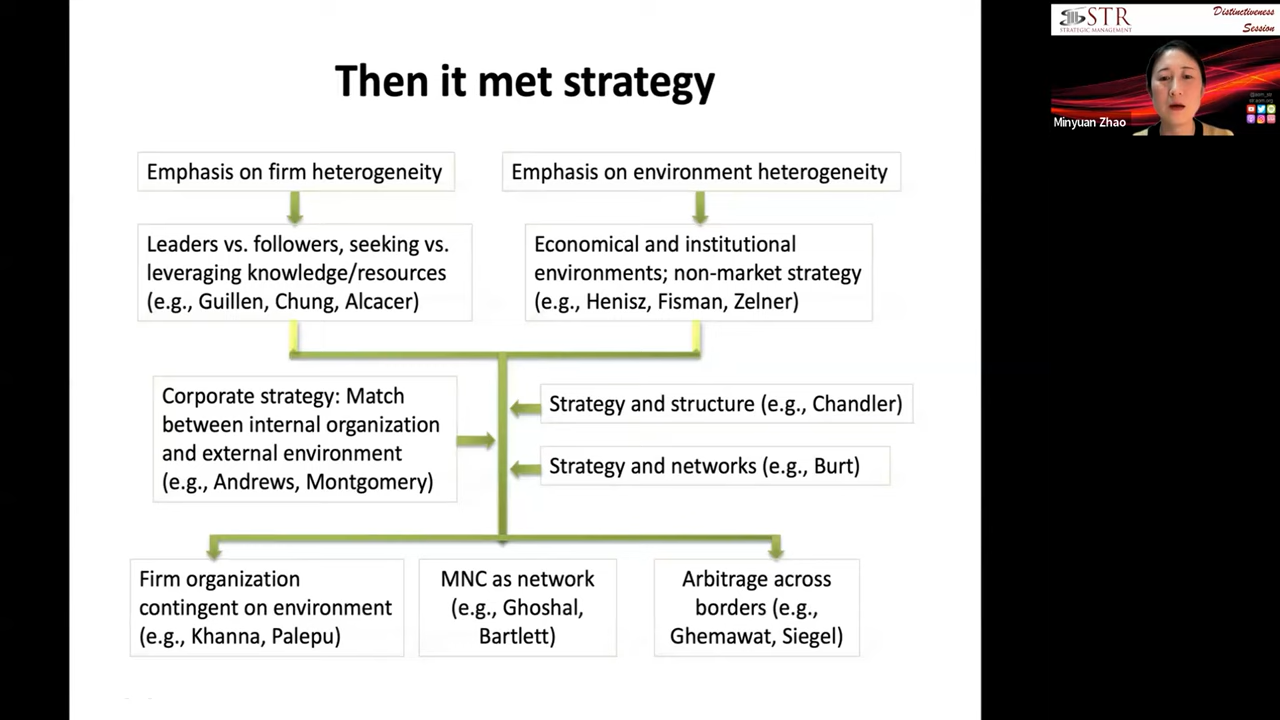 Then it met strategy
Emphasis on firm heterogeneity
Emphasis on environment heterogeneity
Leaders vs. followers, seeking vs.
leveraging knowledge/resources
(e.g., Guillen, Chung, Alcacer)
Economical and institutional
environments; non-market strategy
(e.g., Henisz, Fisman, Zelner)
Corporate strategy: Match
between internal organization
and external environment
(e.g., Andrews, Montgomery)
Strategy and structure (e.g., Chandler)
Strategy and networks (e.g., Burt)
Firm organization
contingent on environment
(e.g., Khanna, Palepu)
MNC as network
(e.g., Ghoshal,
Bartlett)
Arbitrage across
borders (e.g.,
Ghemawat, Siegel)
STR
STRATEGIC MANAGEMENT
Distinctiveness
Session
Minyuan Zhao